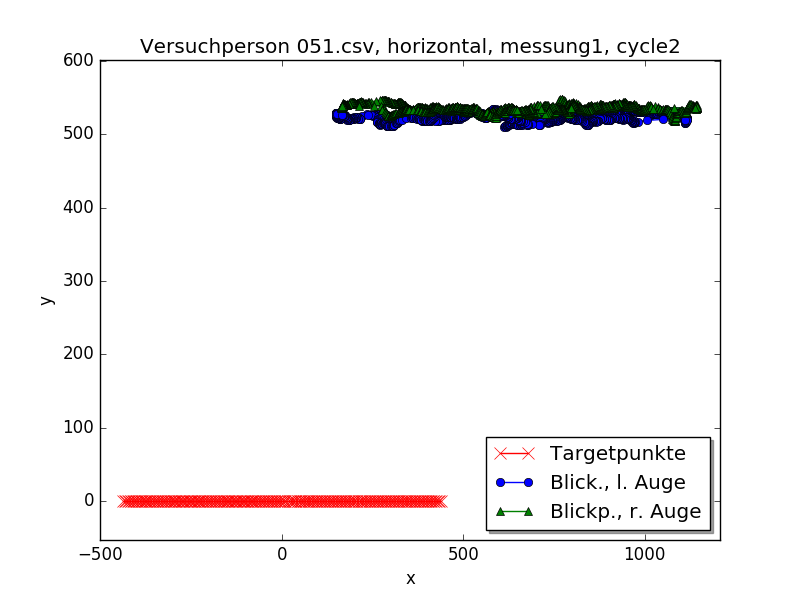 Versuchperson 051.csv, horizontal, messung1, cycle2
600
500
400
300
200
100
0
y
−500
0
500
1000
x
Targetpunkte
Blick., l. Auge
Blickp., r. Auge